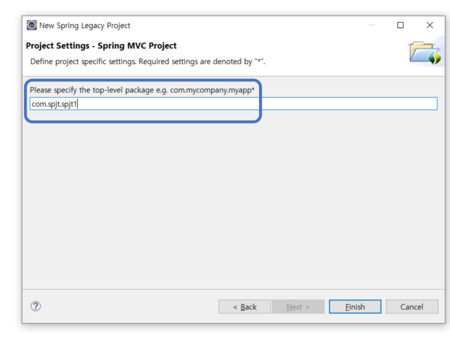 New Spring Legacy Project
Project Settings - Spring MVC Project
Define project specific settings. Required settings are denoted by "*".
Please specify the top-level package e.g. com.mycompany.myapp*
com.spjt.spjt1
?
< Back
Next >
Finish
Cancel